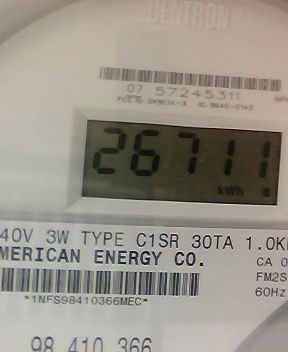 CENTRON®
07 57245311
26711
kWh
40V 3W TYPE C1SR 30TA 1.0K
MERICAN ENERGY CO.
CA 0
FM2S
60Hz
*1NFS98410366MEC*
98 410 366